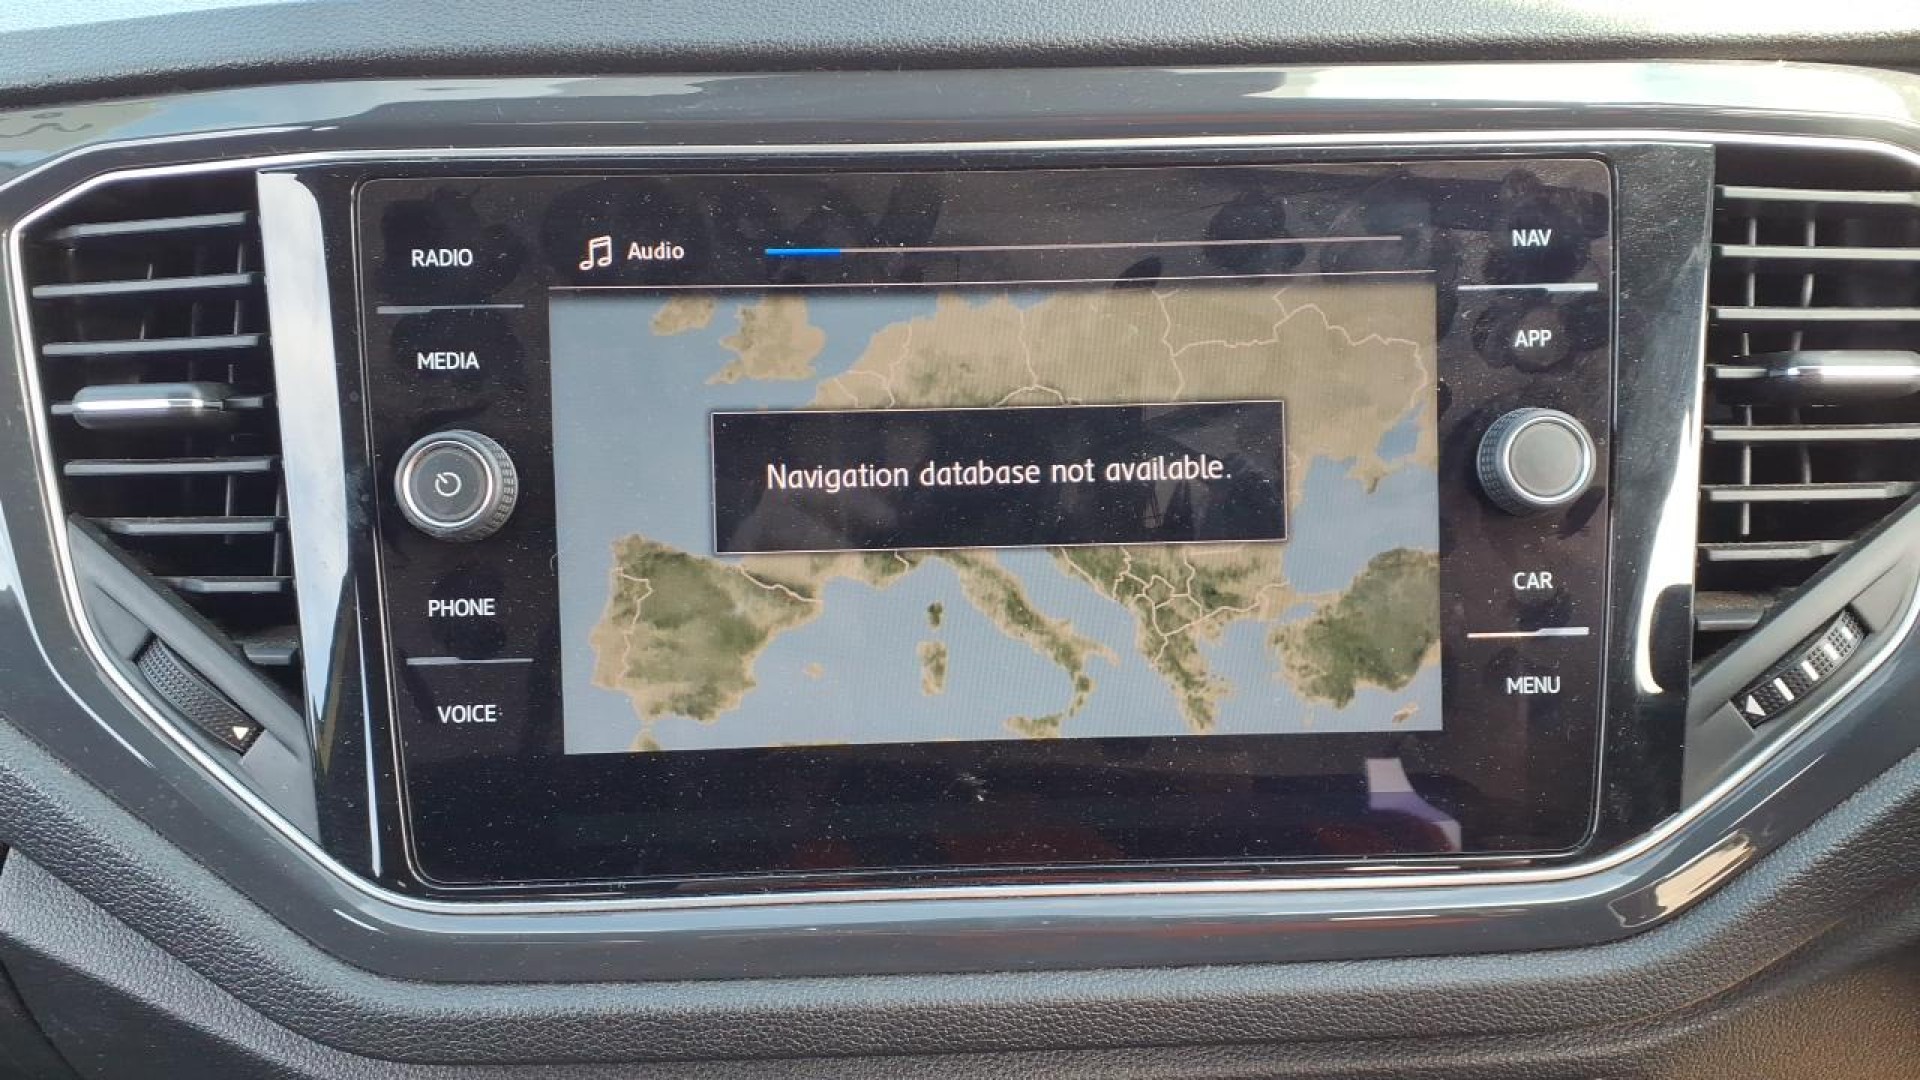 RADIO
Audio
NAV
MEDIA
APP
Navigation database not available.
PHONE
CAR
VOICE
MENU